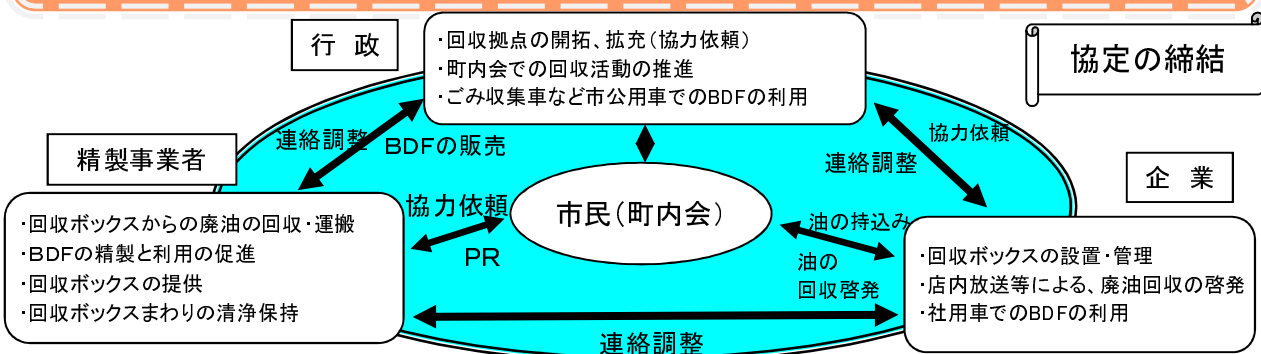 行　政
・回収拠点の開拓、拡充（協力依頼）
・町内会での回収活動の推進
・ごみ収集車など市公用車でのBDFの利用
協定の締結
連絡調整
BDFの販売
協力依頼
連絡調整
精製事業者
・回収ボックスからの廃油の回収・運搬
・BDFの精製と利用の促進
・回収ボックスの提供
・回収ボックスまわりの清浄保持
協力依頼
PR
市民（町内会）
油の持込み
油の
回収啓発
企　業
・回収ボックスの設置・管理
・店内放送等による、廃油回収の啓発
・社用車でのBDFの利用
連絡調整